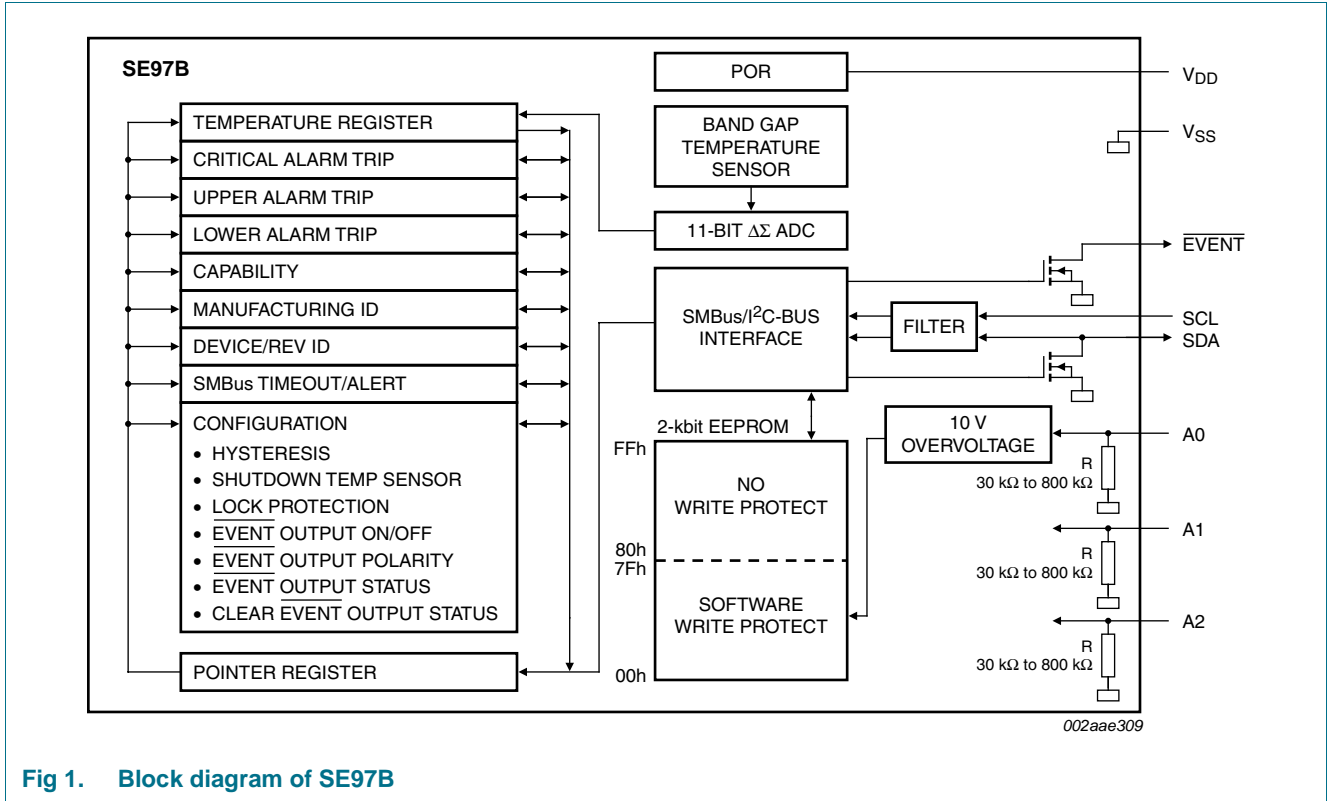 SE97B
TEMPERATURE REGISTER
CRITICAL ALARM TRIP
UPPER ALARM TRIP
LOWER ALARM TRIP
CAPABILITY
MANUFACTURING ID
DEVICE/REV ID
SMBus TIMEOUT/ALERT
CONFIGURATION
• HYSTERESIS
• SHUTDOWN TEMP SENSOR
• LOCK PROTECTION
• E̅V̅E̅N̅T̅ OUTPUT ON/OFF
• E̅V̅E̅N̅T̅ OUTPUT POLARITY
• E̅V̅E̅N̅T̅ OUTPUT STATUS
• CLEAR E̅V̅E̅N̅T̅ OUTPUT STATUS
POINTER REGISTER
POR
BAND GAP
TEMPERATURE
SENSOR
11-BIT ΔΣ ADC
SMBus/I²C-BUS
INTERFACE
FILTER
2-kbit EEPROM
FFh
NO
WRITE PROTECT
80h
7Fh
SOFTWARE
WRITE PROTECT
00h
10 V
OVERVOLTAGE
VDD
VSS
E̅V̅E̅N̅T̅
SCL
SDA
A0
R
30 kΩ to 800 kΩ
A1
R
30 kΩ to 800 kΩ
A2
R
30 kΩ to 800 kΩ
002aae309
Fig 1. Block diagram of SE97B